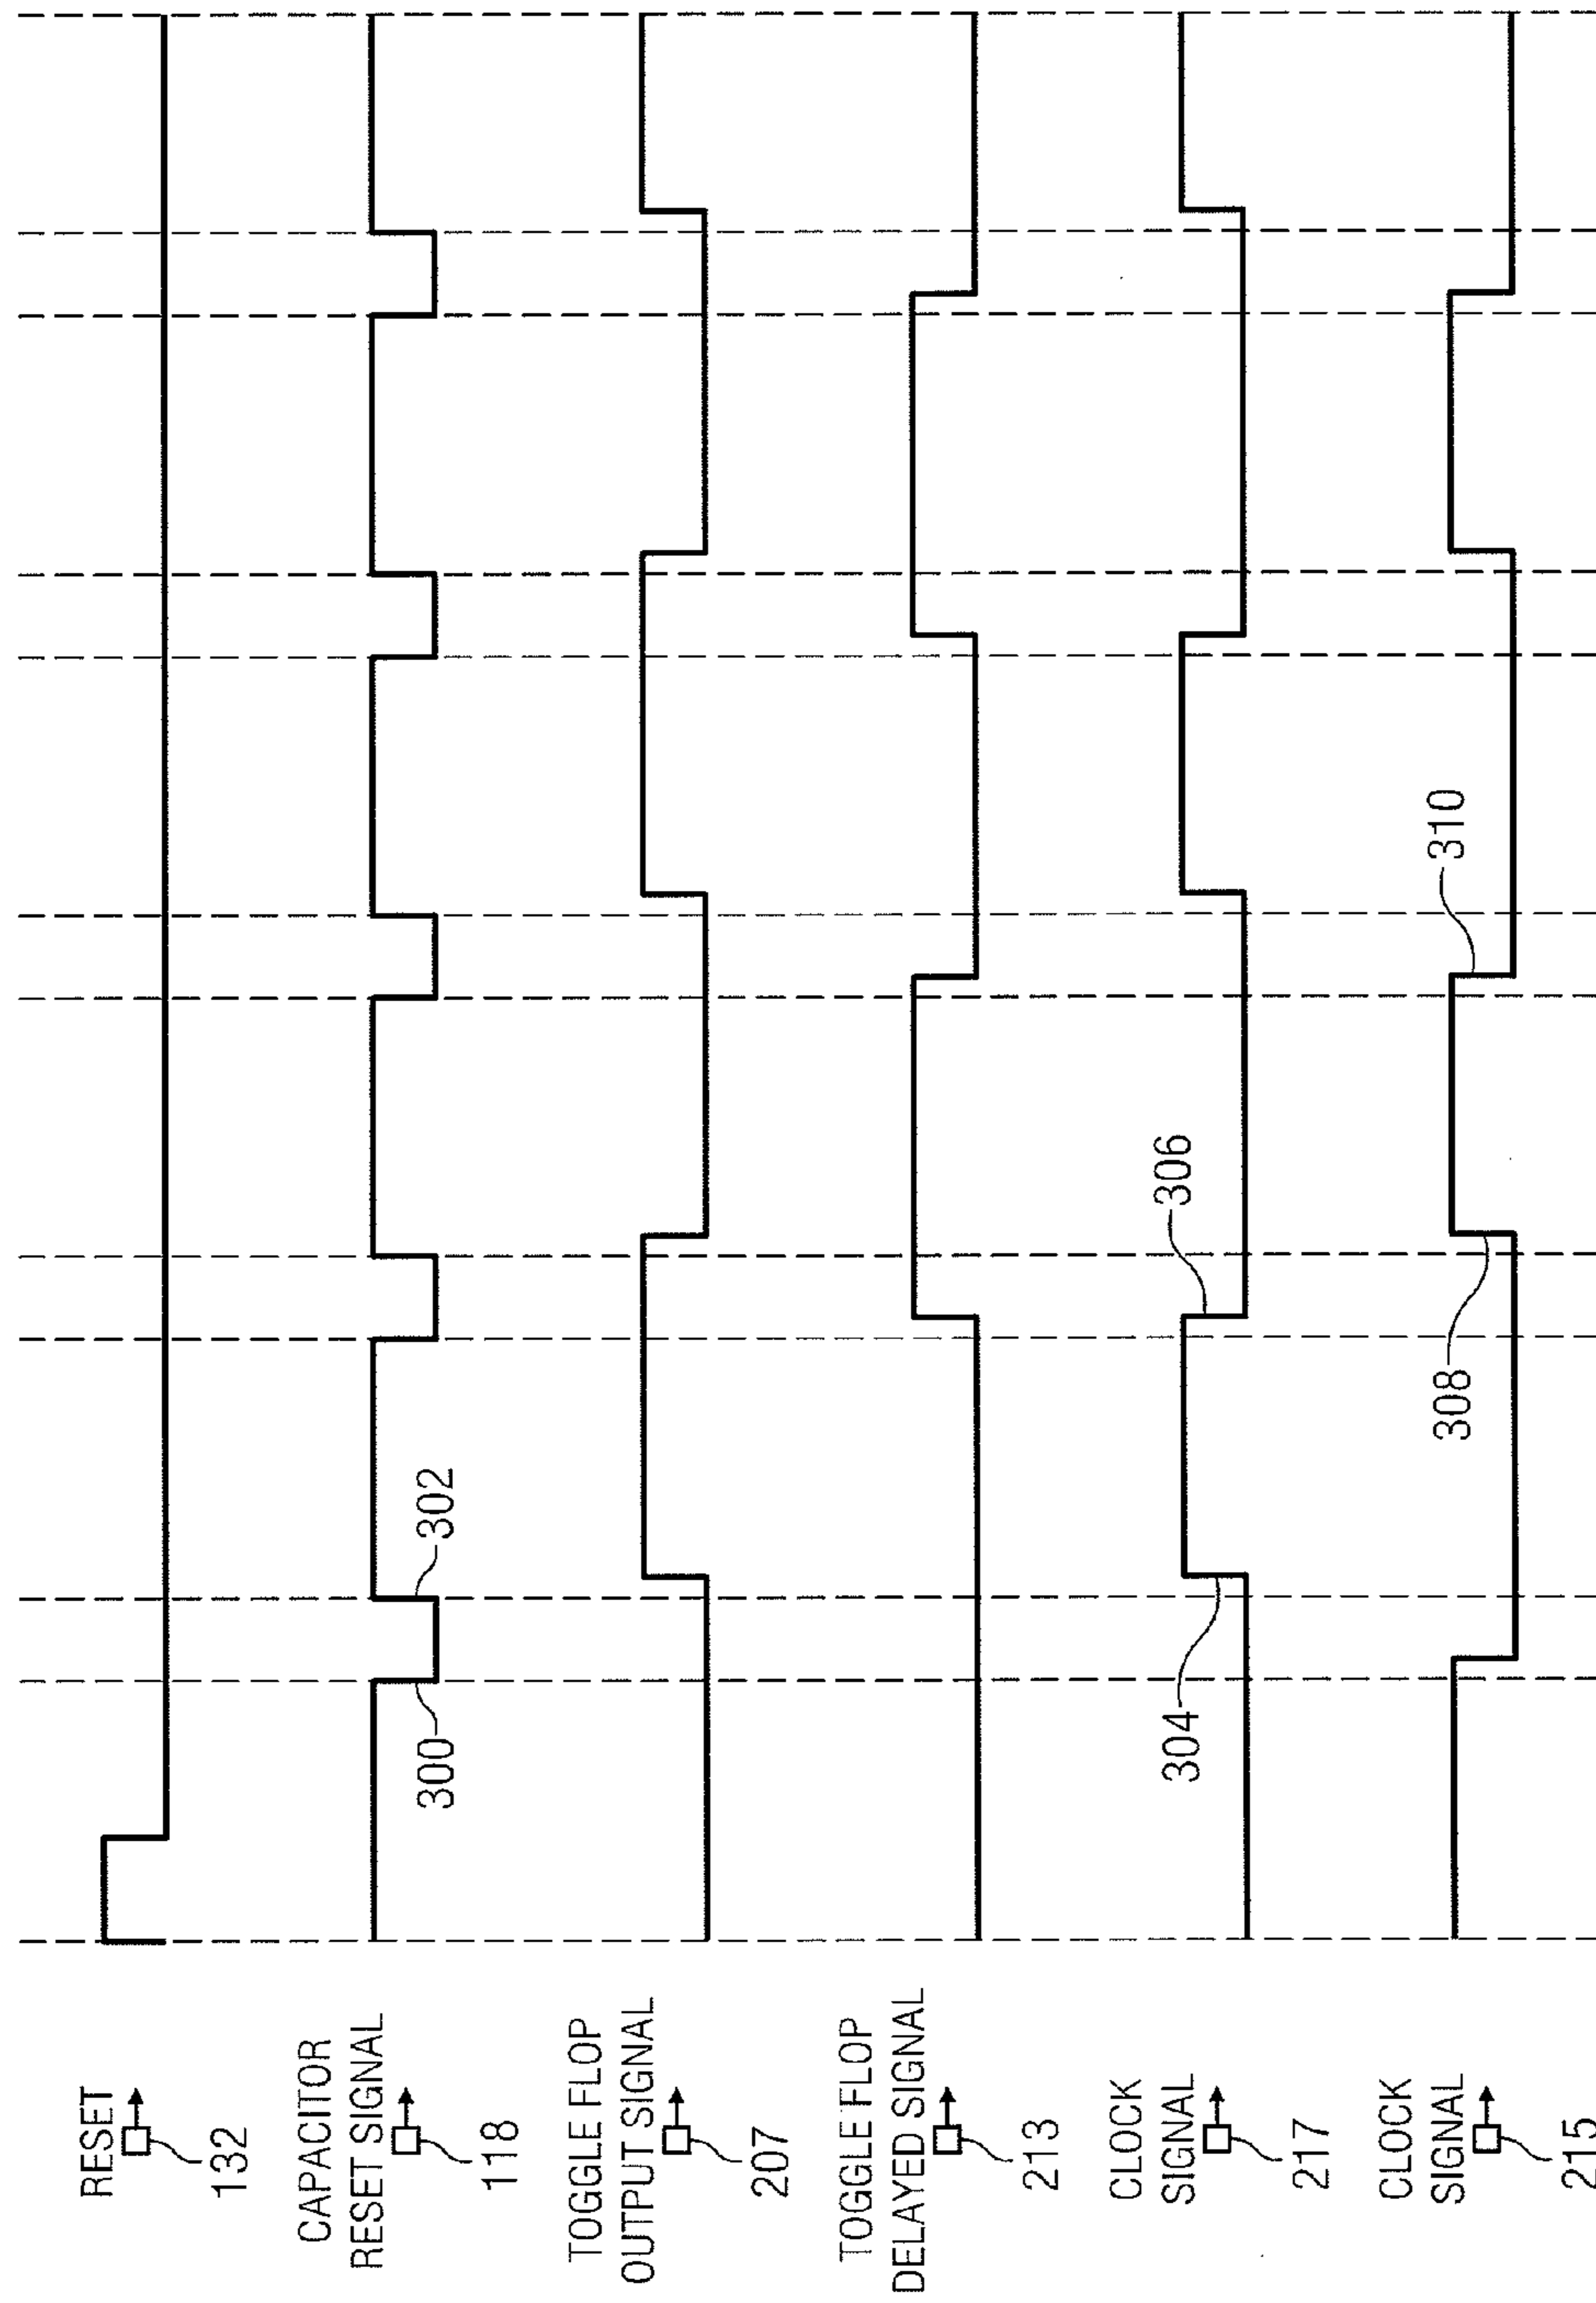 RESET
132
CAPACITOR
RESET SIGNAL
118
300
302
TOGGLE FLOP
OUTPUT SIGNAL
207
TOGGLE FLOP
DELAYED SIGNAL
213
CLOCK
SIGNAL
217
304
306
CLOCK
SIGNAL
215
308
310